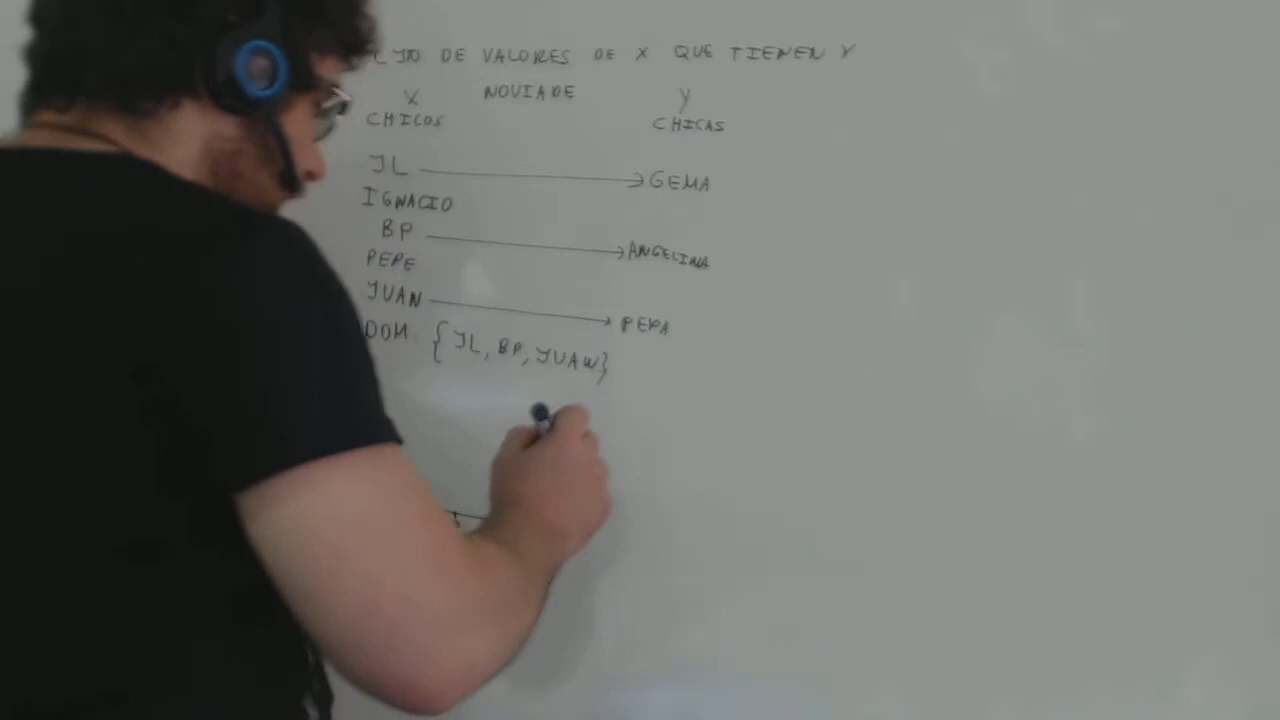 CJTO DE VALORES DE X QUE TIENEN Y
X NOVIA DE Y
CHICOS CHICAS
JL GEMA
IGNACIO
BP ANGELINA
PEPE
JUAN PEPA
DOM {JL, BP, JUAN}